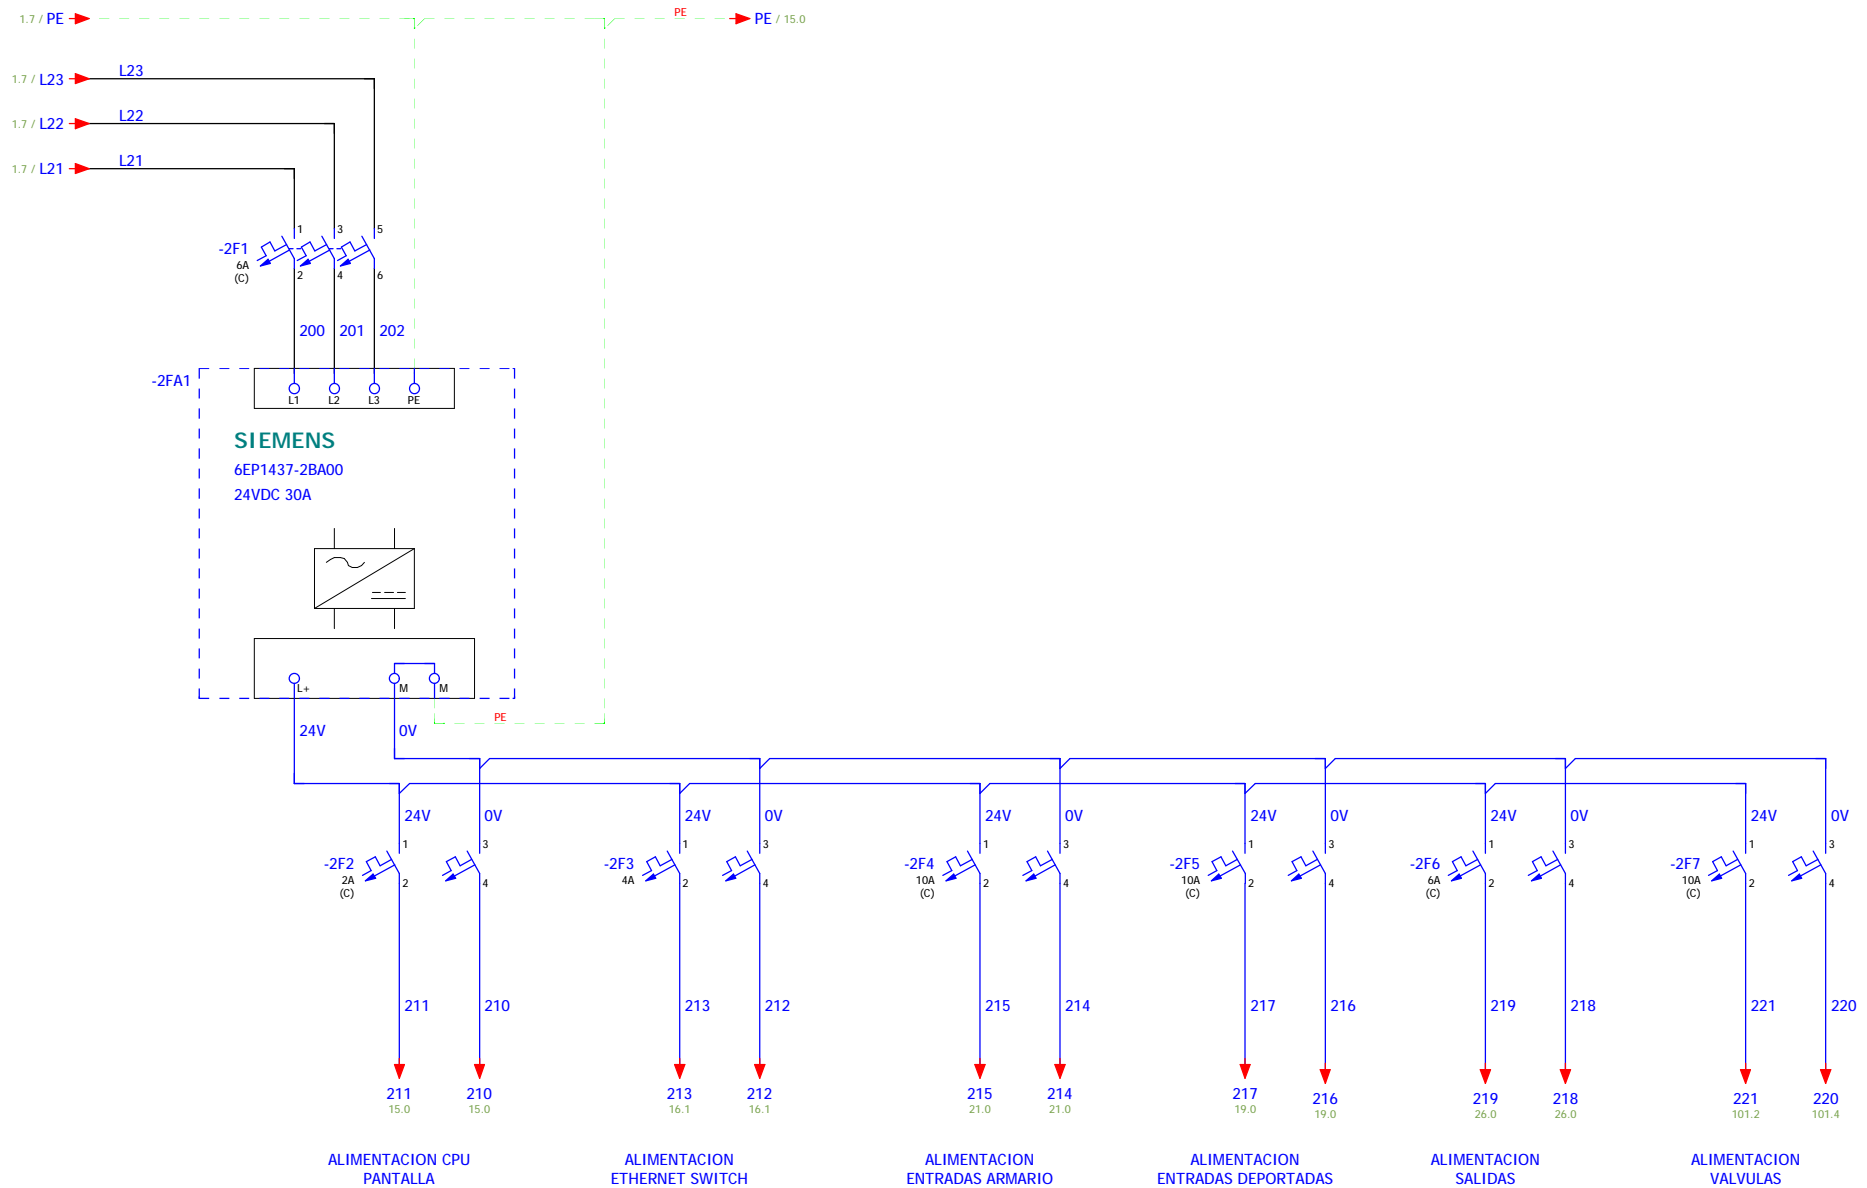 1.7 / PE
PE
PE / 15.0
1.7 / L23
L23
1.7 / L22
L22
1.7 / L21
L21
1 3 5
-2F1
6A
(C)
2 4 6
200 201 202
-2FA1
L1 L2 L3 PE
SIEMENS
6EP1437-2BA00
24VDC 30A
L+ M M
PE
24V 0V
24V 0V 24V 0V 24V 0V 24V 0V 24V 0V 24V 0V
1 3 1 3 1 3 1 3 1 3 1 3
-2F2 -2F3 -2F4 -2F5 -2F6 -2F7
2A 4A 10A 10A 6A 10A
2 4 2 4 2 4 2 4 2 4 2 4
(C) (C) (C) (C) (C)
211 210 213 212 215 214 217 216 219 218 221 220
211 210 213 212 215 214 217 216 219 218 221 220
15.0 15.0 16.1 16.1 21.0 21.0 19.0 19.0 26.0 26.0 101.2 101.4
ALIMENTACION CPU
PANTALLA
ALIMENTACION
ETHERNET SWITCH
ALIMENTACION
ENTRADAS ARMARIO
ALIMENTACION
ENTRADAS DEPORTADAS
ALIMENTACION
SALIDAS
ALIMENTACION
VALVULAS